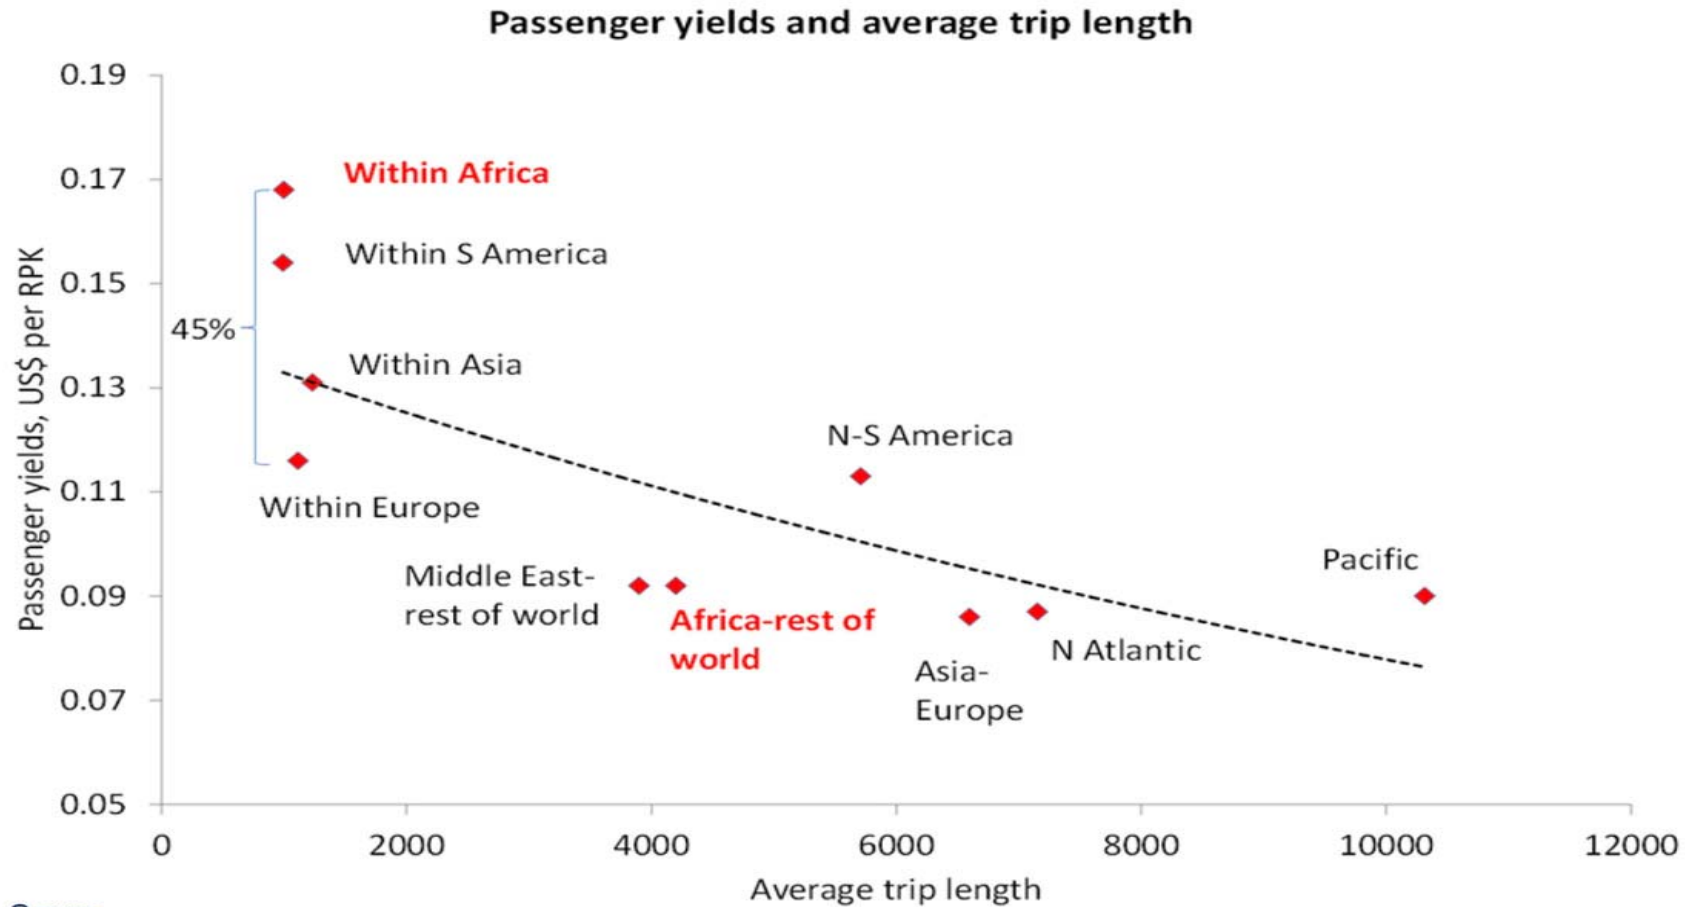 Passenger yields and average trip length
0.19
0.17
0.15
0.13
0.11
0.09
0.07
0.05
Passenger yields, US$ per RPK
Within Africa
Within S America
45%
Within Asia
Within Europe
N-S America
Middle East-
rest of world
Africa-rest of
world
Asia-
Europe
N Atlantic
Pacific
0
2000
4000
6000
8000
10000
12000
Average trip length